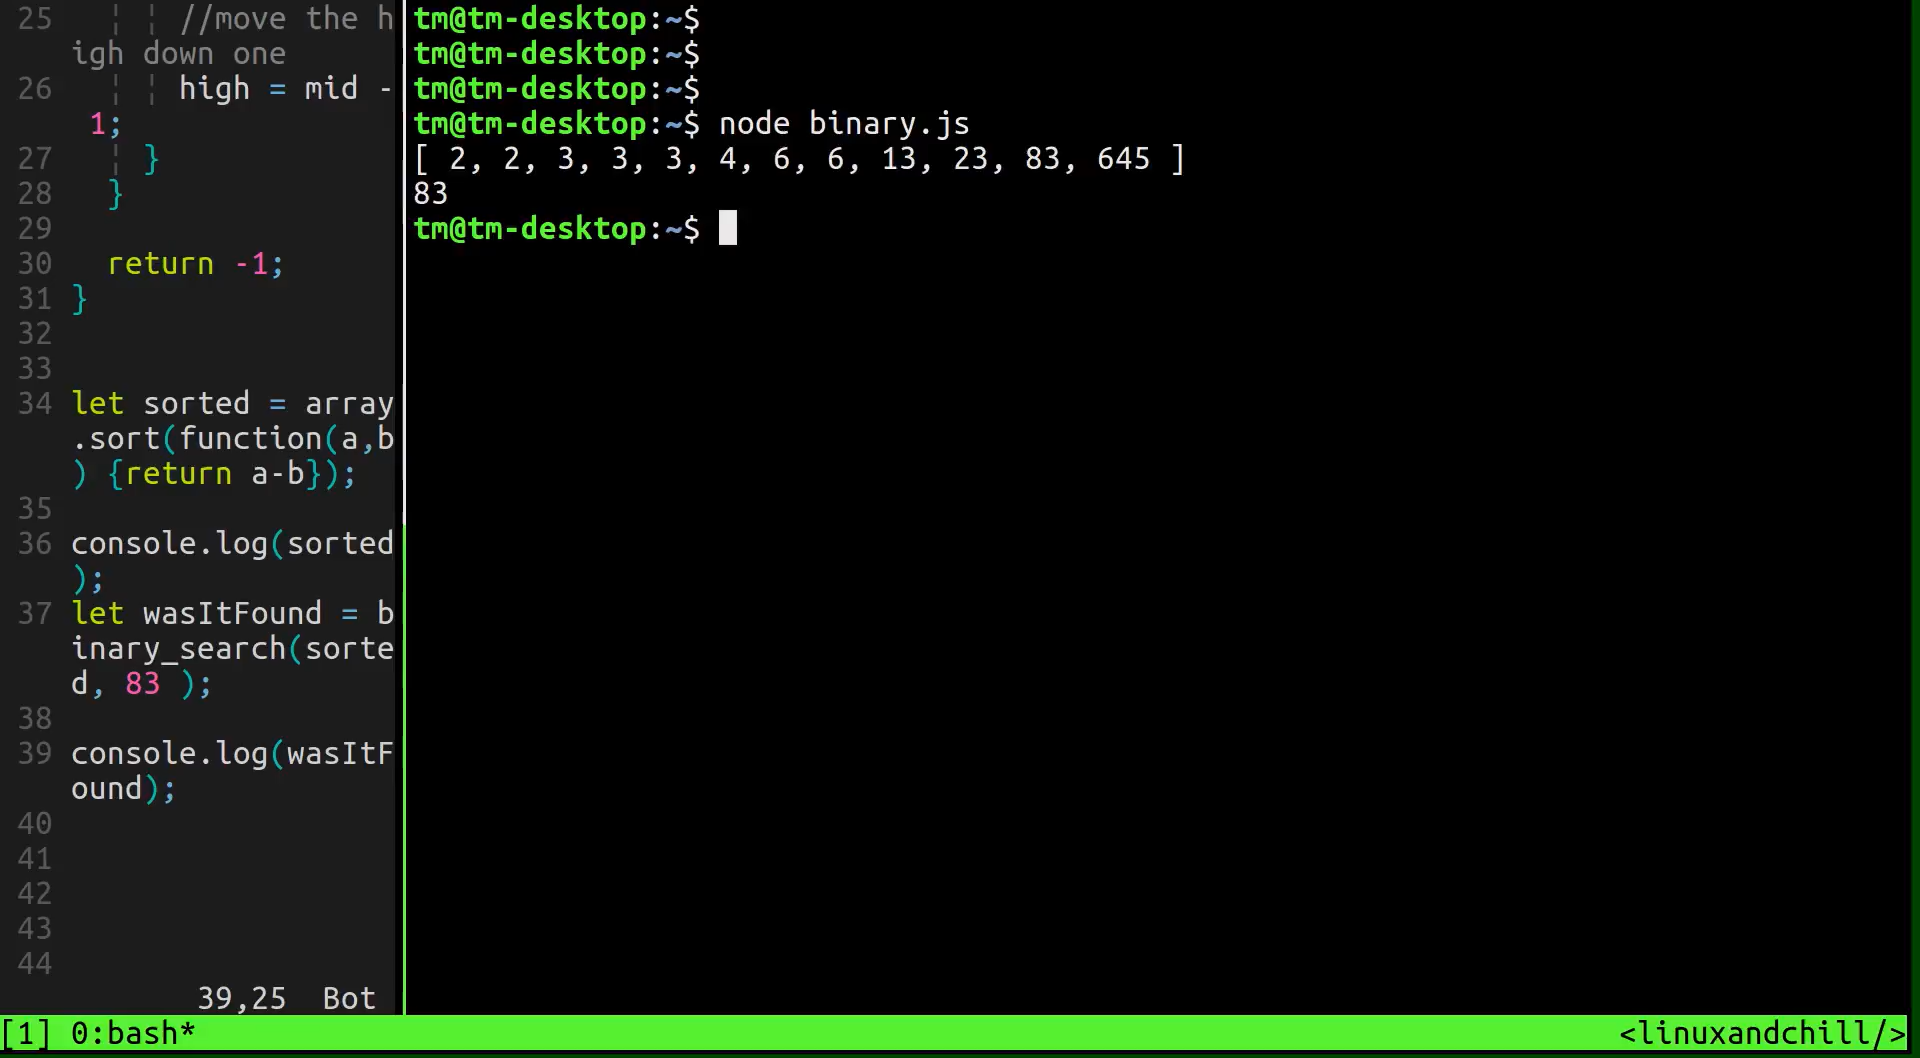 25      //move the h
igh down one
26      high = mid -
 1;
27    }
28  }
29
30  return -1;
31 }
32
33
34 let sorted = array
.sort(function(a,b
) {return a-b});
35
36 console.log(sorted
);
37 let wasItFound = b
inary_search(sorte
d, 83 );
38
39 console.log(wasItF
ound);
40
41
42
43
44
39,25  Bot
tm@tm-desktop:~$
tm@tm-desktop:~$
tm@tm-desktop:~$
tm@tm-desktop:~$ node binary.js
[ 2, 2, 3, 3, 3, 4, 6, 6, 13, 23, 83, 645 ]
83
tm@tm-desktop:~$
[1] 0:bash*
<linuxandchill/>